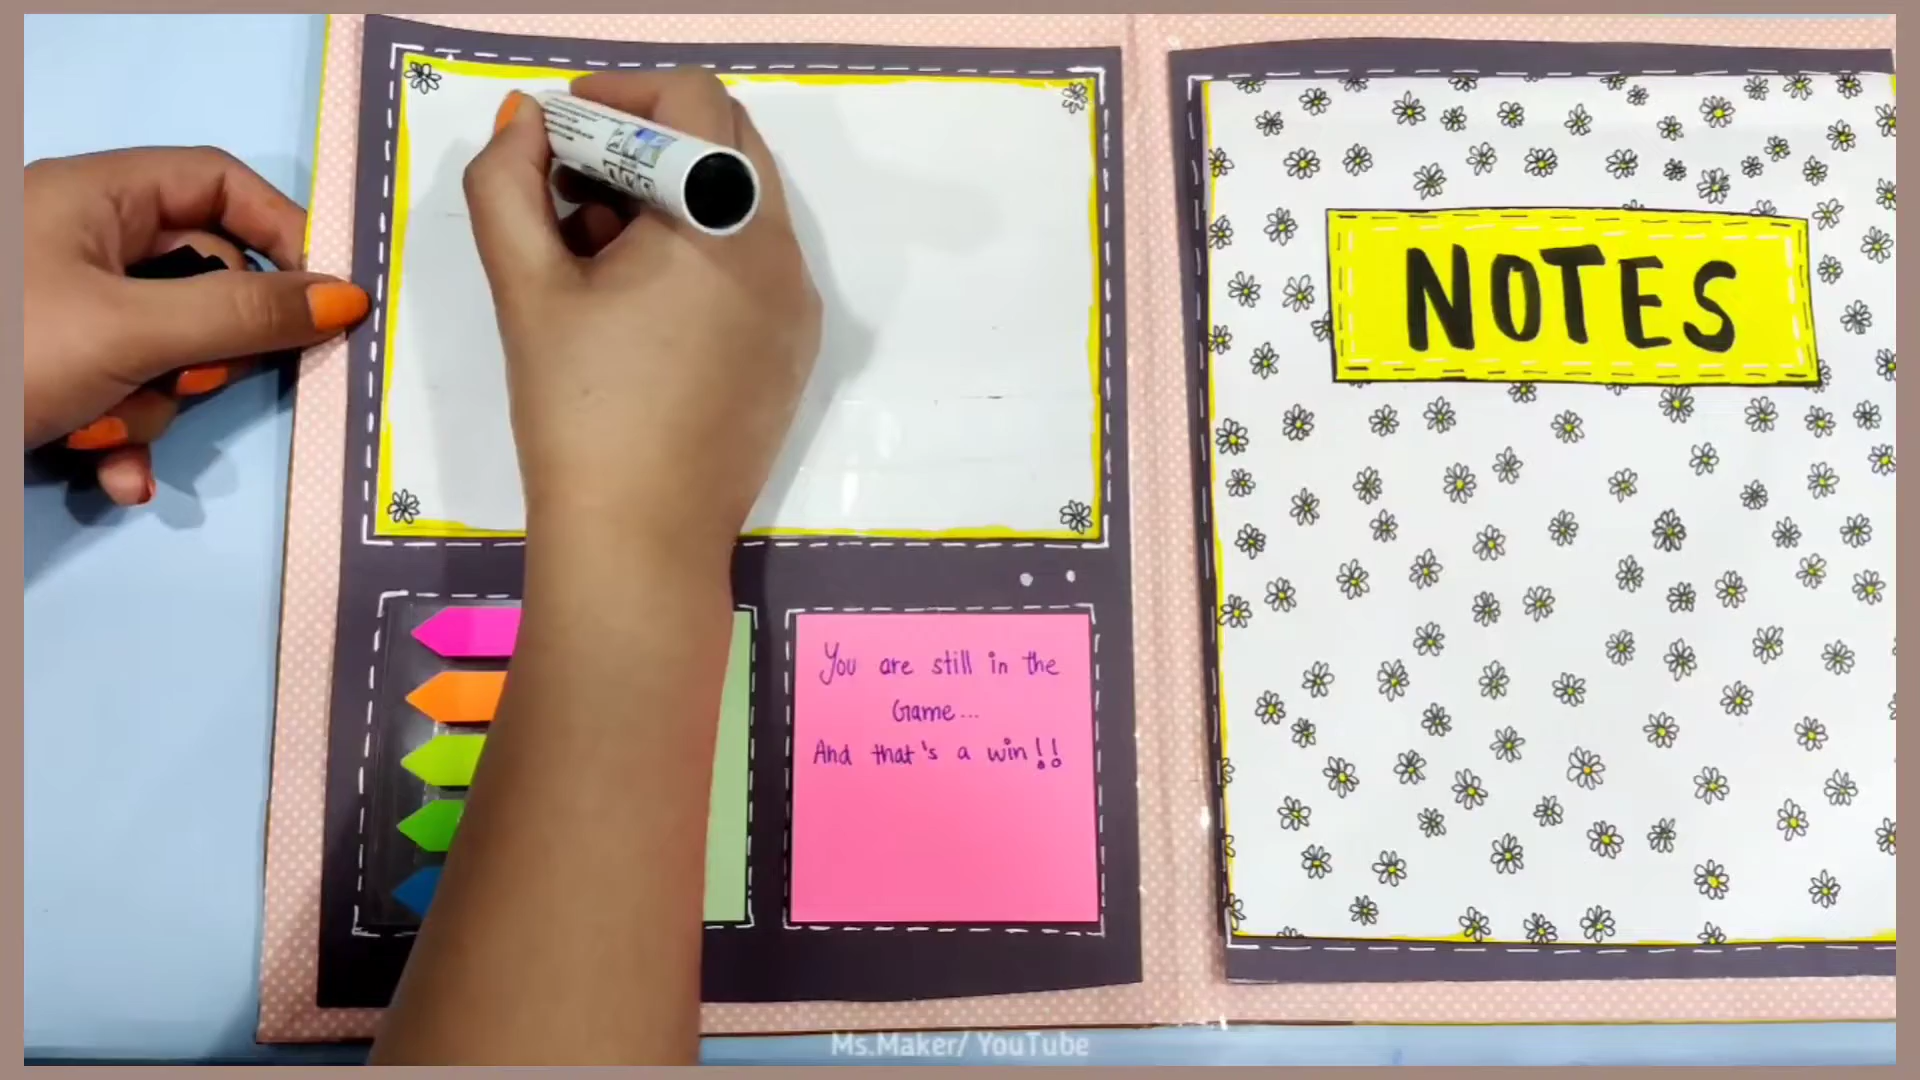 NOTES
You are still in the
Game...
And that's a win!!
Ms.Maker/ YouTube